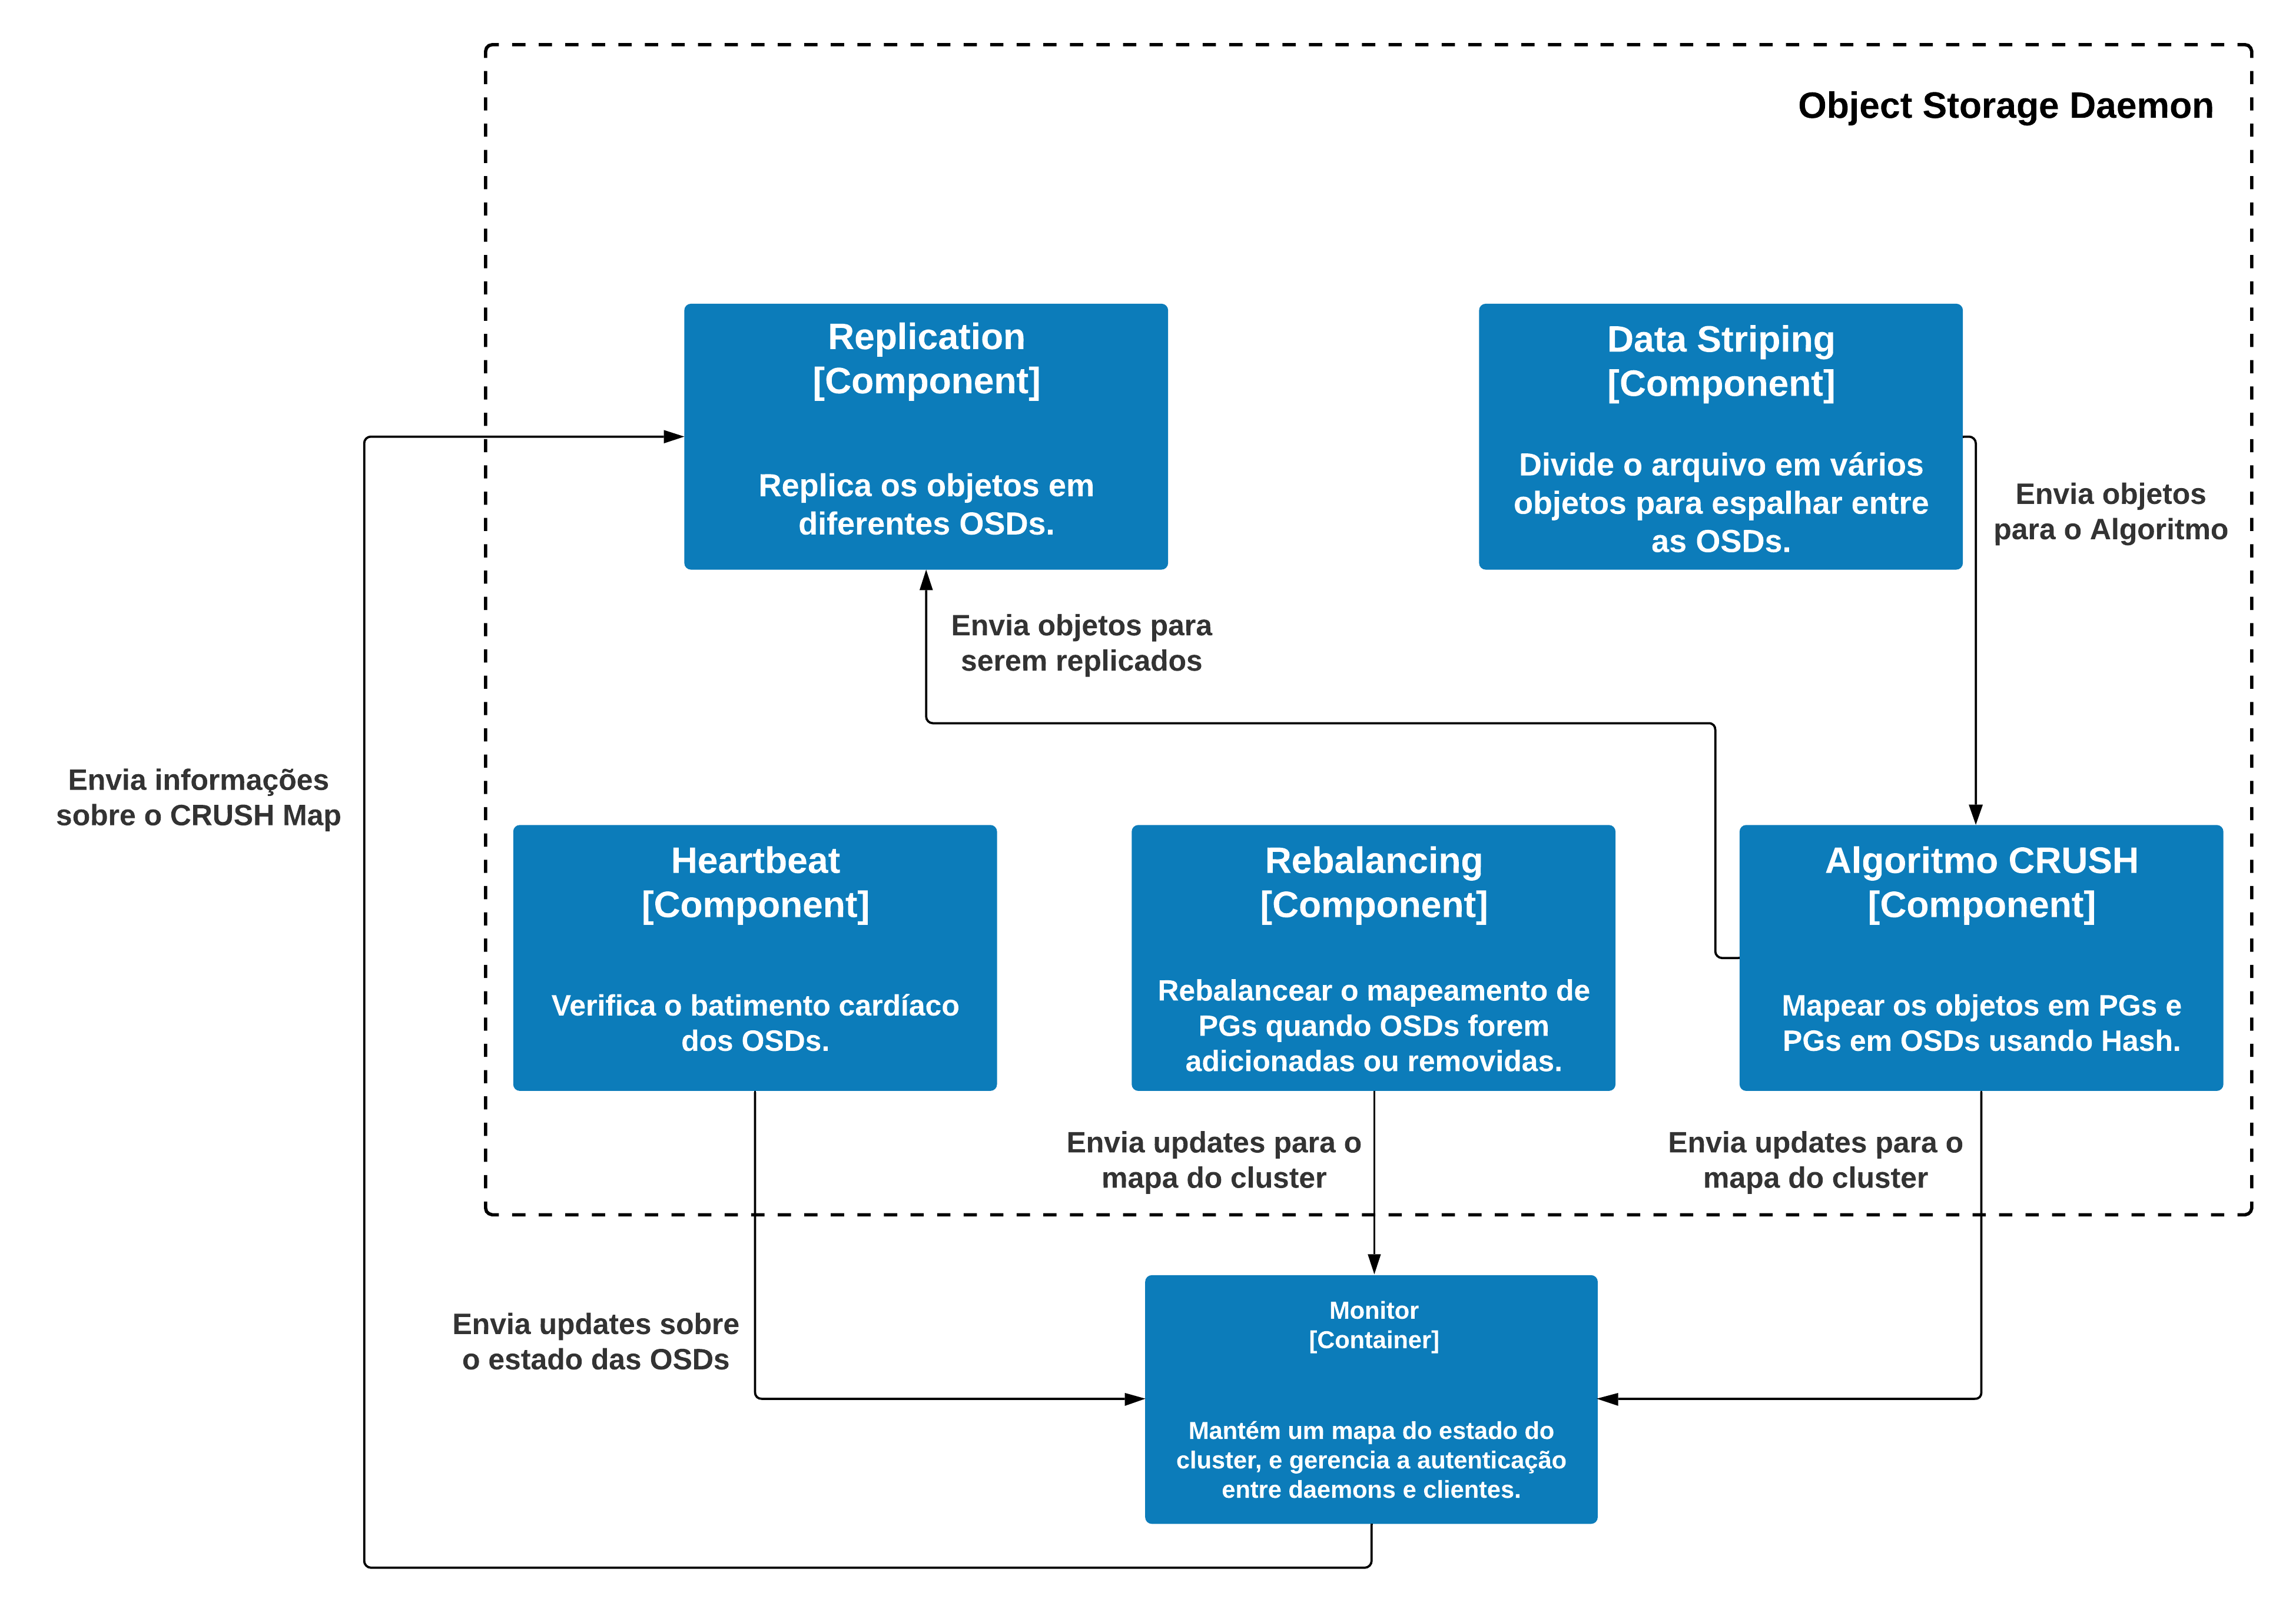 Object Storage Daemon
Replication
[Component]
Replica os objetos em
diferentes OSDs.
Data Striping
[Component]
Divide o arquivo em vários
objetos para espalhar entre
as OSDs.
Envia objetos
para o Algoritmo
Envia objetos para
serem replicados
Envia informações
sobre o CRUSH Map
Heartbeat
[Component]
Verifica o batimento cardíaco
dos OSDs.
Rebalancing
[Component]
Rebalancear o mapeamento de
PGs quando OSDs forem
adicionadas ou removidas.
Algoritmo CRUSH
[Component]
Mapear os objetos em PGs e
PGs em OSDs usando Hash.
Envia updates para o
mapa do cluster
Envia updates para o
mapa do cluster
Envia updates sobre
o estado das OSDs
Monitor
[Container]
Mantém um mapa do estado do
cluster, e gerencia a autenticação
entre daemons e clientes.